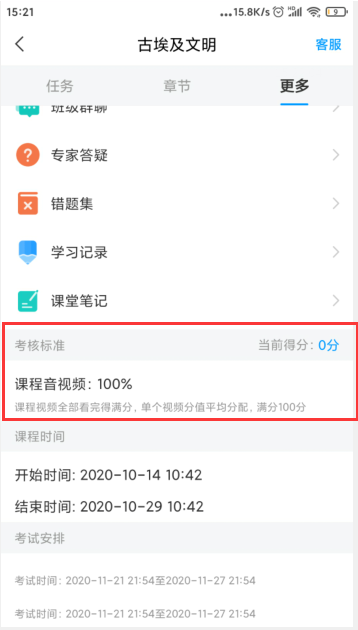 15:21
...15.8K/s
9
古埃及文明
客服
任务
章节
更多
班级群聊
专家答疑
错题集
学习记录
课堂笔记
考核标准
当前得分: 0分
课程音视频: 100%
课程视频全部看完得满分, 单个视频分值平均分配, 满分100分
课程时间
开始时间: 2020-10-14 10:42
结束时间: 2020-10-29 10:42
考试安排
考试时间: 2020-11-21 21:54至2020-11-27 21:54
考试时间: 2020-11-21 21:54至2020-11-27 21:54